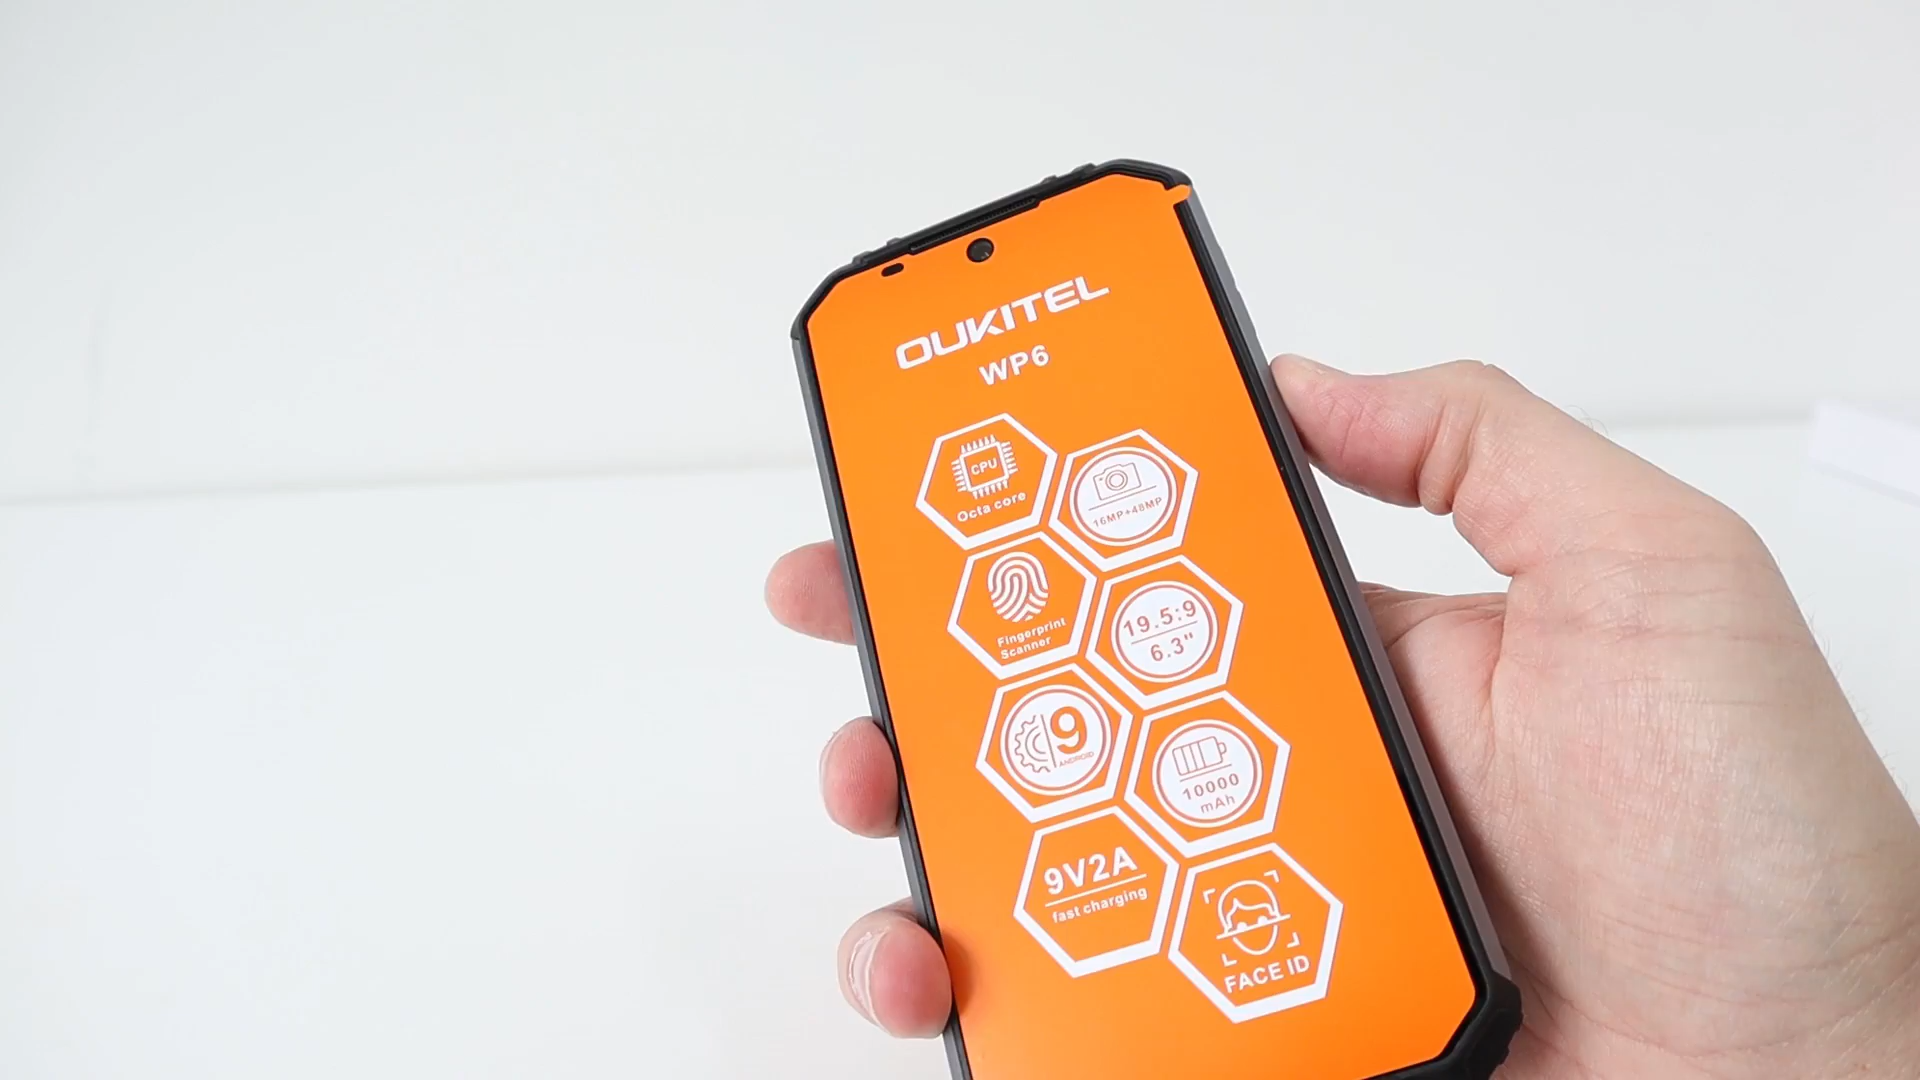 OUKITEL
WP6
CPU
Octa core
16MP+48MP
Fingerprint
Scanner
19.5:9
6.3"
9
ANDROID
10000
mAh
9V2A
fast charging
FACE ID